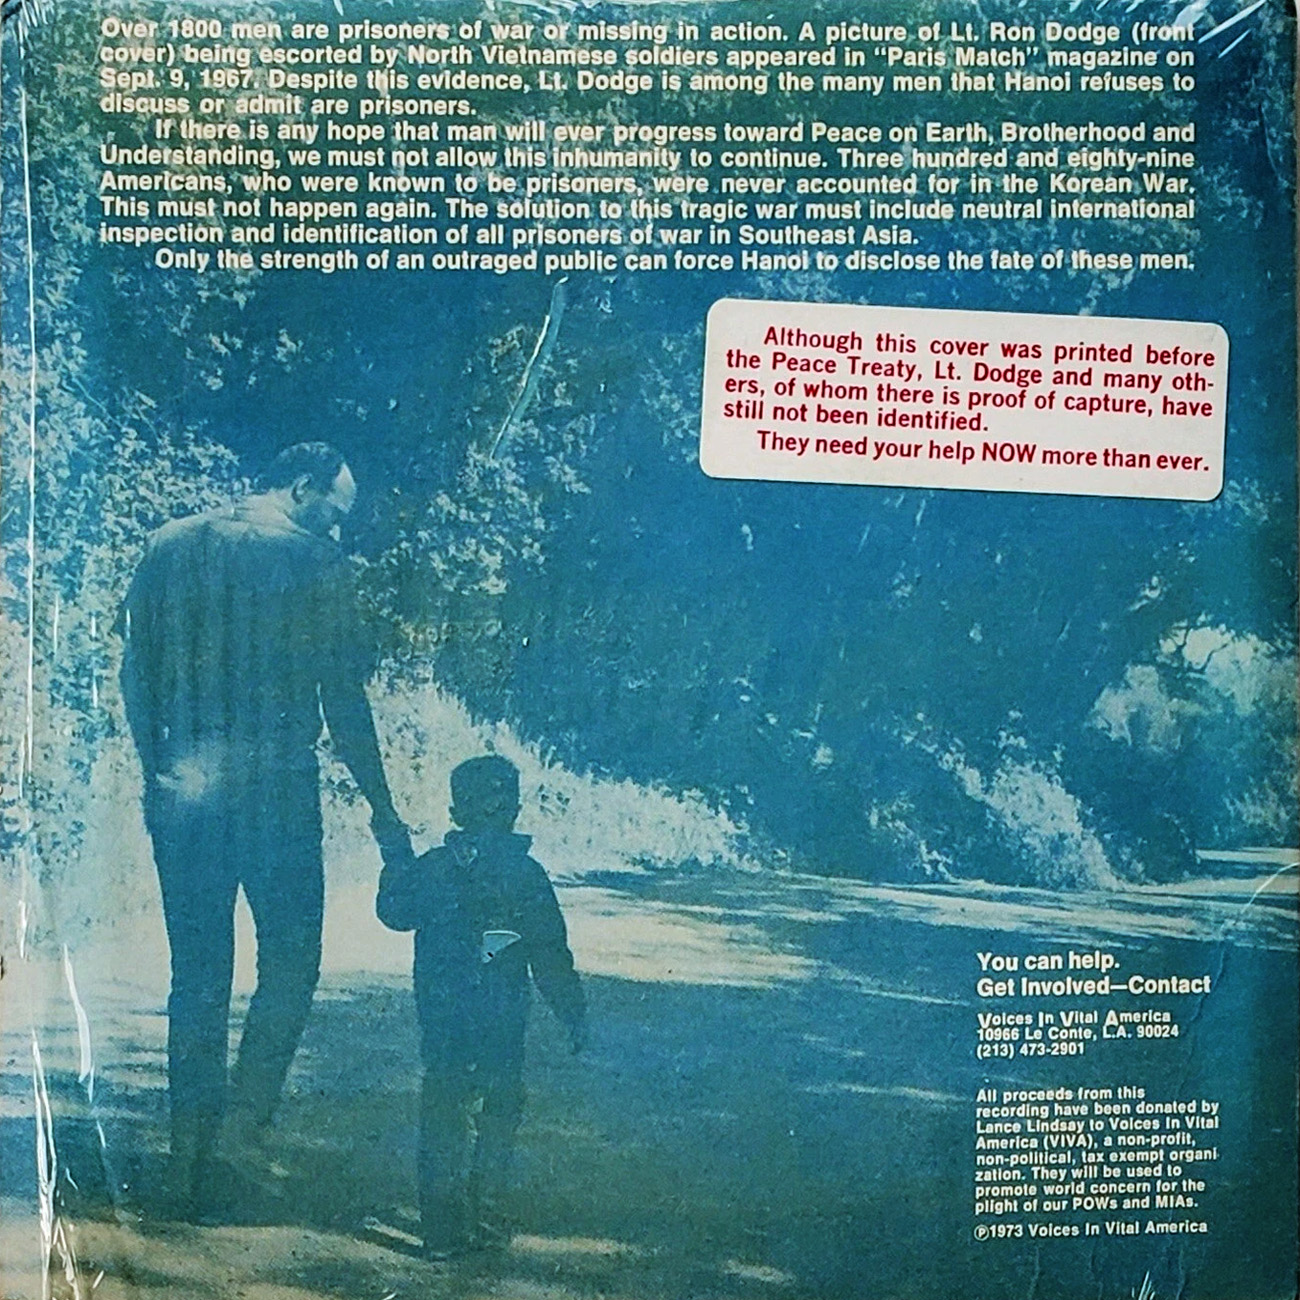 Over 1800 men are prisoners of war or missing in action. A picture of Lt. Ron Dodge (front
cover) being escorted by North Vietnamese soldiers appeared in “Paris Match” magazine on
Sept. 9, 1967. Despite this evidence, Lt. Dodge is among the many men that Hanoi refuses to
discuss or admit are prisoners.
If there is any hope that man will ever progress toward Peace on Earth, Brotherhood and
Understanding, we must not allow this inhumanity to continue. Three hundred and eighty-nine
Americans, who were known to be prisoners, were never accounted for in the Korean War.
This must not happen again. The solution to this tragic war must include neutral international
inspection and identification of all prisoners of war in Southeast Asia.
Only the strength of an outraged public can force Hanoi to disclose the fate of these men.
Although this cover was printed before
the Peace Treaty, Lt. Dodge and many oth-
ers, of whom there is proof of capture, have
still not been identified.
They need your help NOW more than ever.
You can help.
Get Involved—Contact
Voices In Vital America
10966 Le Conte, L.A. 90024
(213) 473-2901
All proceeds from this
recording have been donated by
Lance Lindsay to Voices In Vital
America (VIVA), a non-profit,
non-political, tax exempt organi-
zation. They will be used to
promote world concern for the
plight of our POWs and MIAs.
℗1973 Voices In Vital America